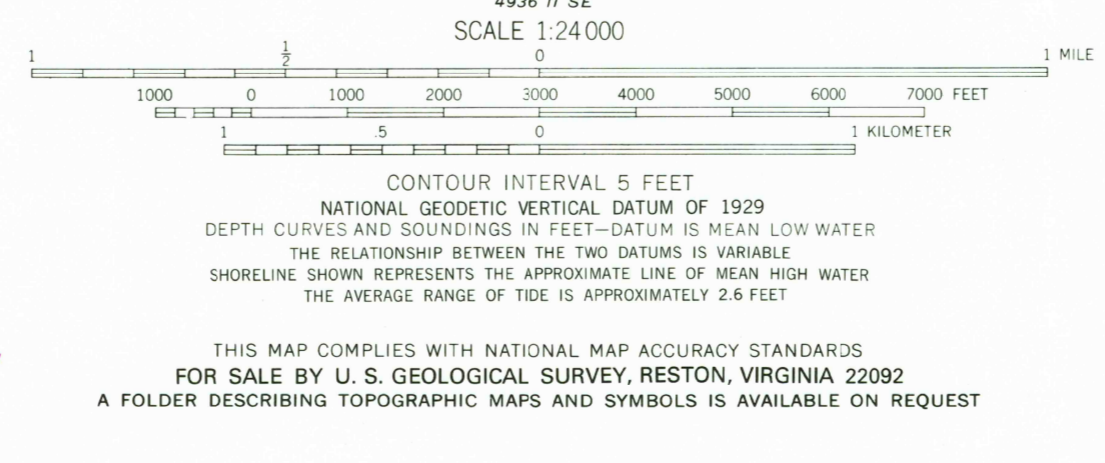 SCALE 1:24 000
1 1/2 0 1 MILE
1000 0 1000 2000 3000 4000 5000 6000 7000 FEET
1 .5 0 1 KILOMETER
CONTOUR INTERVAL 5 FEET
NATIONAL GEODETIC VERTICAL DATUM OF 1929
DEPTH CURVES AND SOUNDINGS IN FEET—DATUM IS MEAN LOW WATER
THE RELATIONSHIP BETWEEN THE TWO DATUMS IS VARIABLE
SHORELINE SHOWN REPRESENTS THE APPROXIMATE LINE OF MEAN HIGH WATER
THE AVERAGE RANGE OF TIDE IS APPROXIMATELY 2.6 FEET
THIS MAP COMPLIES WITH NATIONAL MAP ACCURACY STANDARDS
FOR SALE BY U. S. GEOLOGICAL SURVEY, RESTON, VIRGINIA 22092
A FOLDER DESCRIBING TOPOGRAPHIC MAPS AND SYMBOLS IS AVAILABLE ON REQUEST